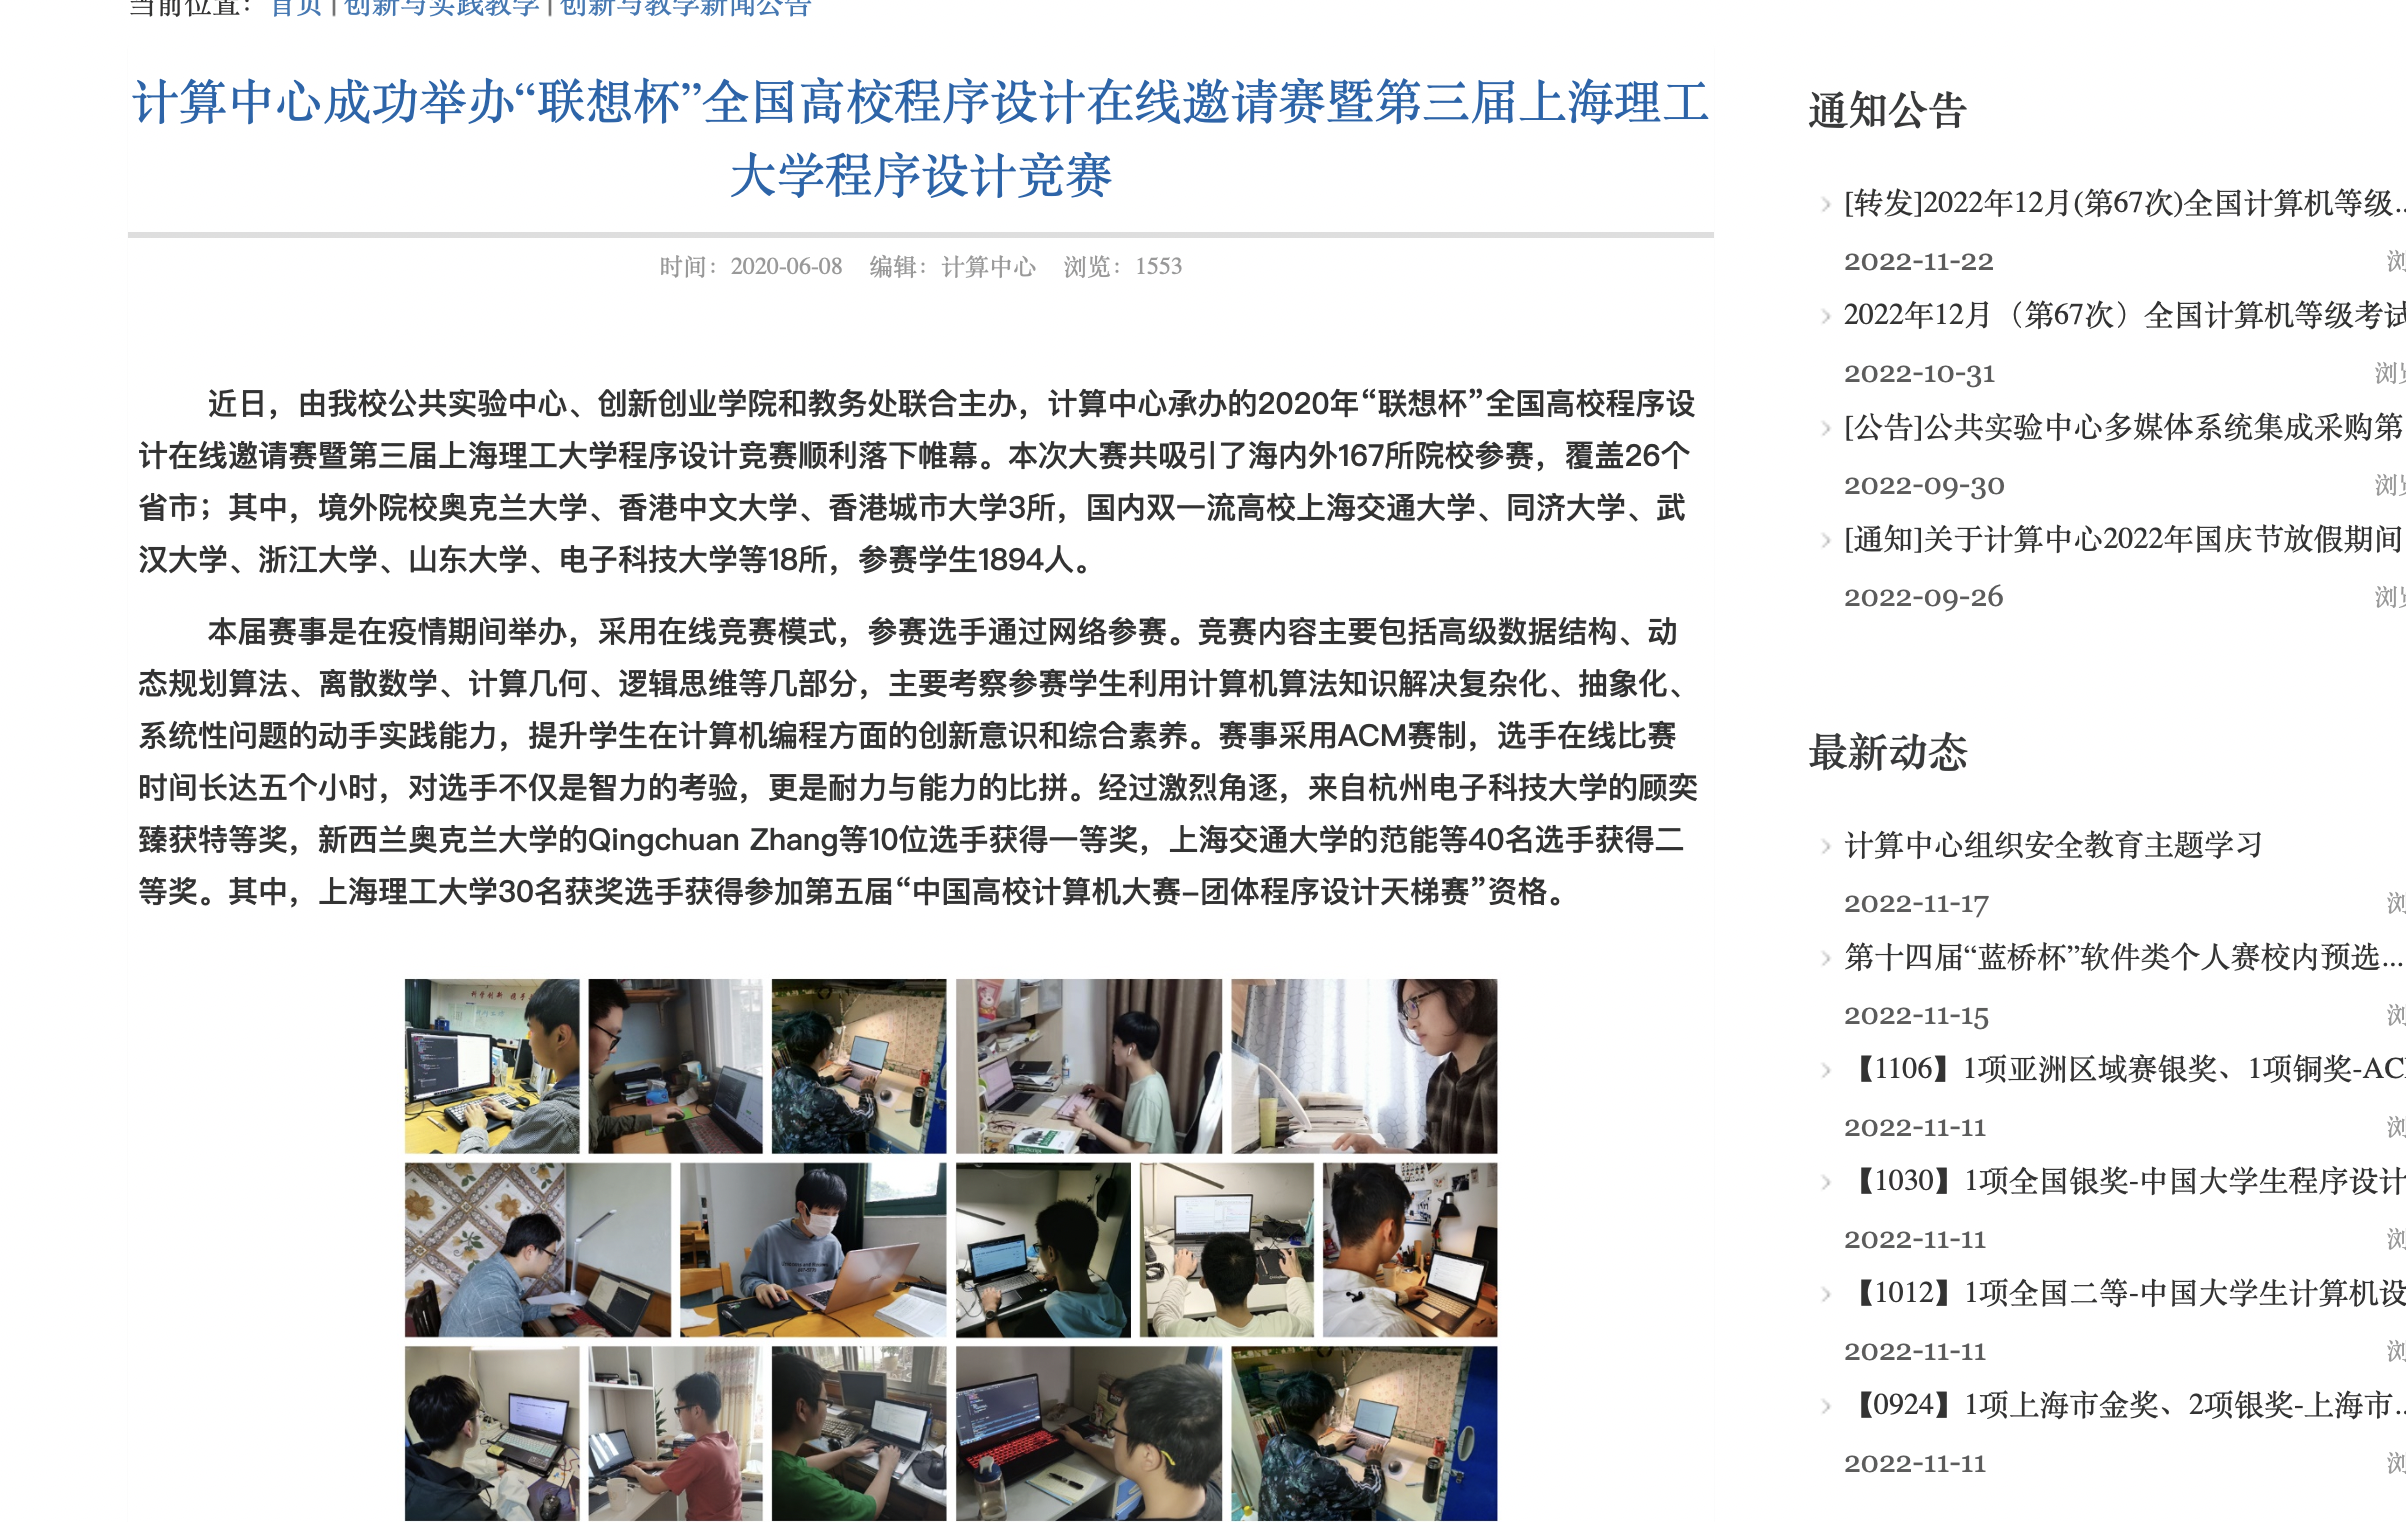 当前位置： 首页 | 创新与实践教学 | 创新与教学新闻公告
计算中心成功举办“联想杯”全国高校程序设计在线邀请赛暨第三届上海理工
大学程序设计竞赛
时间：2020-06-08 编辑：计算中心 浏览：1553
近日，由我校公共实验中心、创新创业学院和教务处联合主办，计算中心承办的2020年“联想杯”全国高校程序设
计在线邀请赛暨第三届上海理工大学程序设计竞赛顺利落下帷幕。本次大赛共吸引了海内外167所院校参赛，覆盖26个
省市；其中，境外院校奥克兰大学、香港中文大学、香港城市大学3所，国内双一流高校上海交通大学、同济大学、武
汉大学、浙江大学、山东大学、电子科技大学等18所，参赛学生1894人。
本届赛事是在疫情期间举办，采用在线竞赛模式，参赛选手通过网络参赛。竞赛内容主要包括高级数据结构、动
态规划算法、离散数学、计算几何、逻辑思维等几部分，主要考察参赛学生利用计算机算法知识解决复杂化、抽象化、
系统性问题的动手实践能力，提升学生在计算机编程方面的创新意识和综合素养。赛事采用ACM赛制，选手在线比赛
时间长达五个小时，对选手不仅是智力的考验，更是耐力与能力的比拼。经过激烈角逐，来自杭州电子科技大学的顾奕
臻获特等奖，新西兰奥克兰大学的Qingchuan Zhang等10位选手获得一等奖，上海交通大学的范能等40名选手获得二
等奖。其中，上海理工大学30名获奖选手获得参加第五届“中国高校计算机大赛–团体程序设计天梯赛”资格。
通知公告
[转发]2022年12月(第67次)全国计算机等级...
2022-11-22 浏
2022年12月（第67次）全国计算机等级考试
2022-10-31 浏览
[公告]公共实验中心多媒体系统集成采购第
2022-09-30 浏览
[通知]关于计算中心2022年国庆节放假期间
2022-09-26 浏览
最新动态
计算中心组织安全教育主题学习
2022-11-17 浏
第十四届“蓝桥杯”软件类个人赛校内预选...
2022-11-15 浏
【1106】1项亚洲区域赛银奖、1项铜奖-AC
2022-11-11 浏
【1030】1项全国银奖-中国大学生程序设计
2022-11-11 浏
【1012】1项全国二等-中国大学生计算机设
2022-11-11 浏
【0924】1项上海市金奖、2项银奖-上海市...
2022-11-11 浏